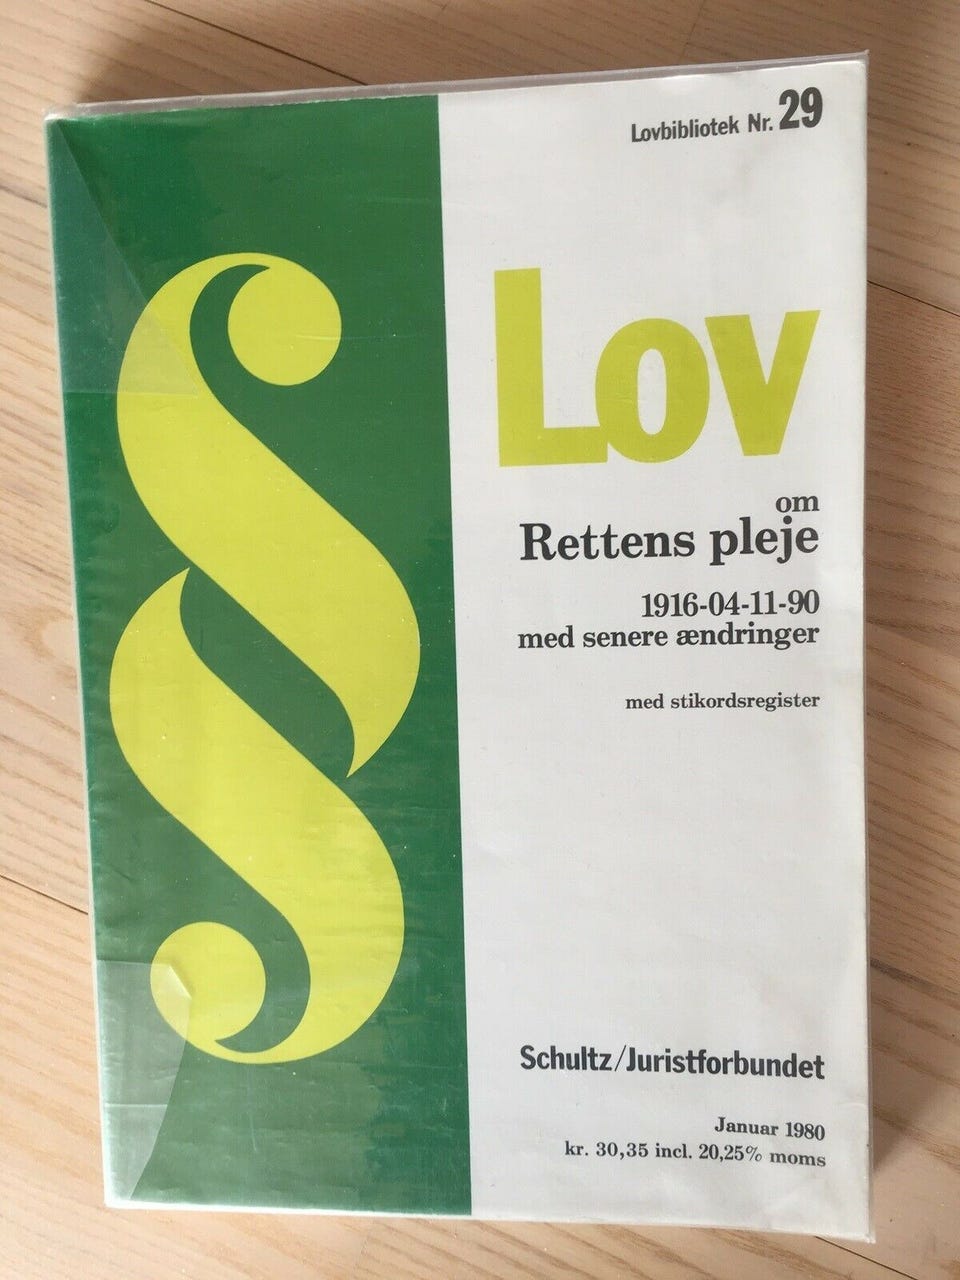 Lovbibliotek Nr. 29
§
Lov
om
Rettens pleje
1916-04-11-90
med senere ændringer
med stikordsregister
Schultz/Juristforbundet
Januar 1980
kr. 30,35 incl. 20,25% moms